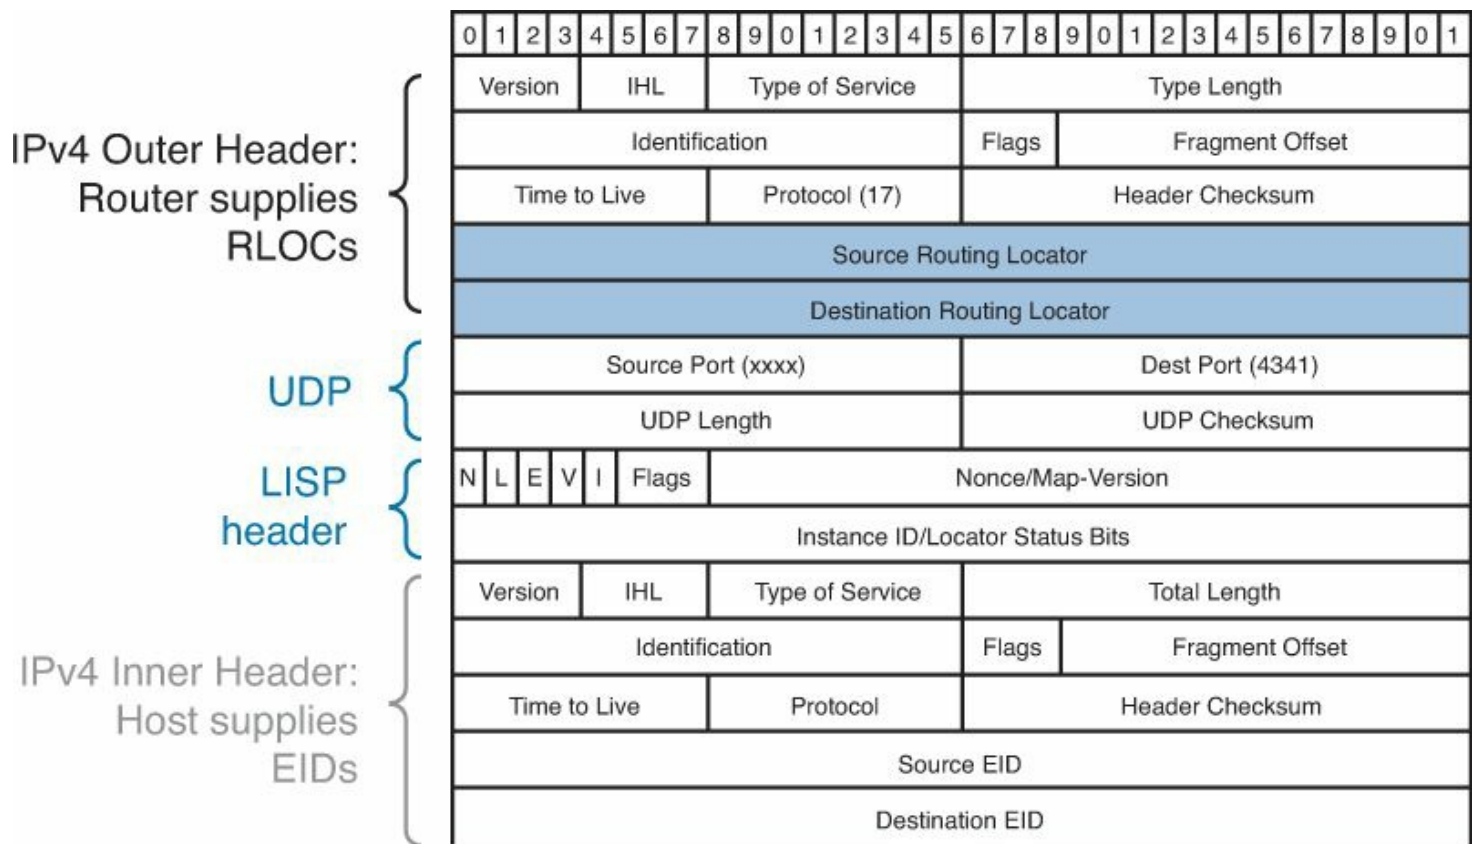 0 1 2 3 4 5 6 7 8 9 0 1 2 3 4 5 6 7 8 9 0 1 2 3 4 5 6 7 8 9 0 1
IPv4 Outer Header:
Router supplies
RLOCs
Version IHL Type of Service Type Length
Identification Flags Fragment Offset
Time to Live Protocol (17) Header Checksum
Source Routing Locator
Destination Routing Locator
UDP
Source Port (xxxx) Dest Port (4341)
UDP Length UDP Checksum
LISP
header
N L E V I Flags Nonce/Map-Version
Instance ID/Locator Status Bits
IPv4 Inner Header:
Host supplies
EIDs
Version IHL Type of Service Total Length
Identification Flags Fragment Offset
Time to Live Protocol Header Checksum
Source EID
Destination EID